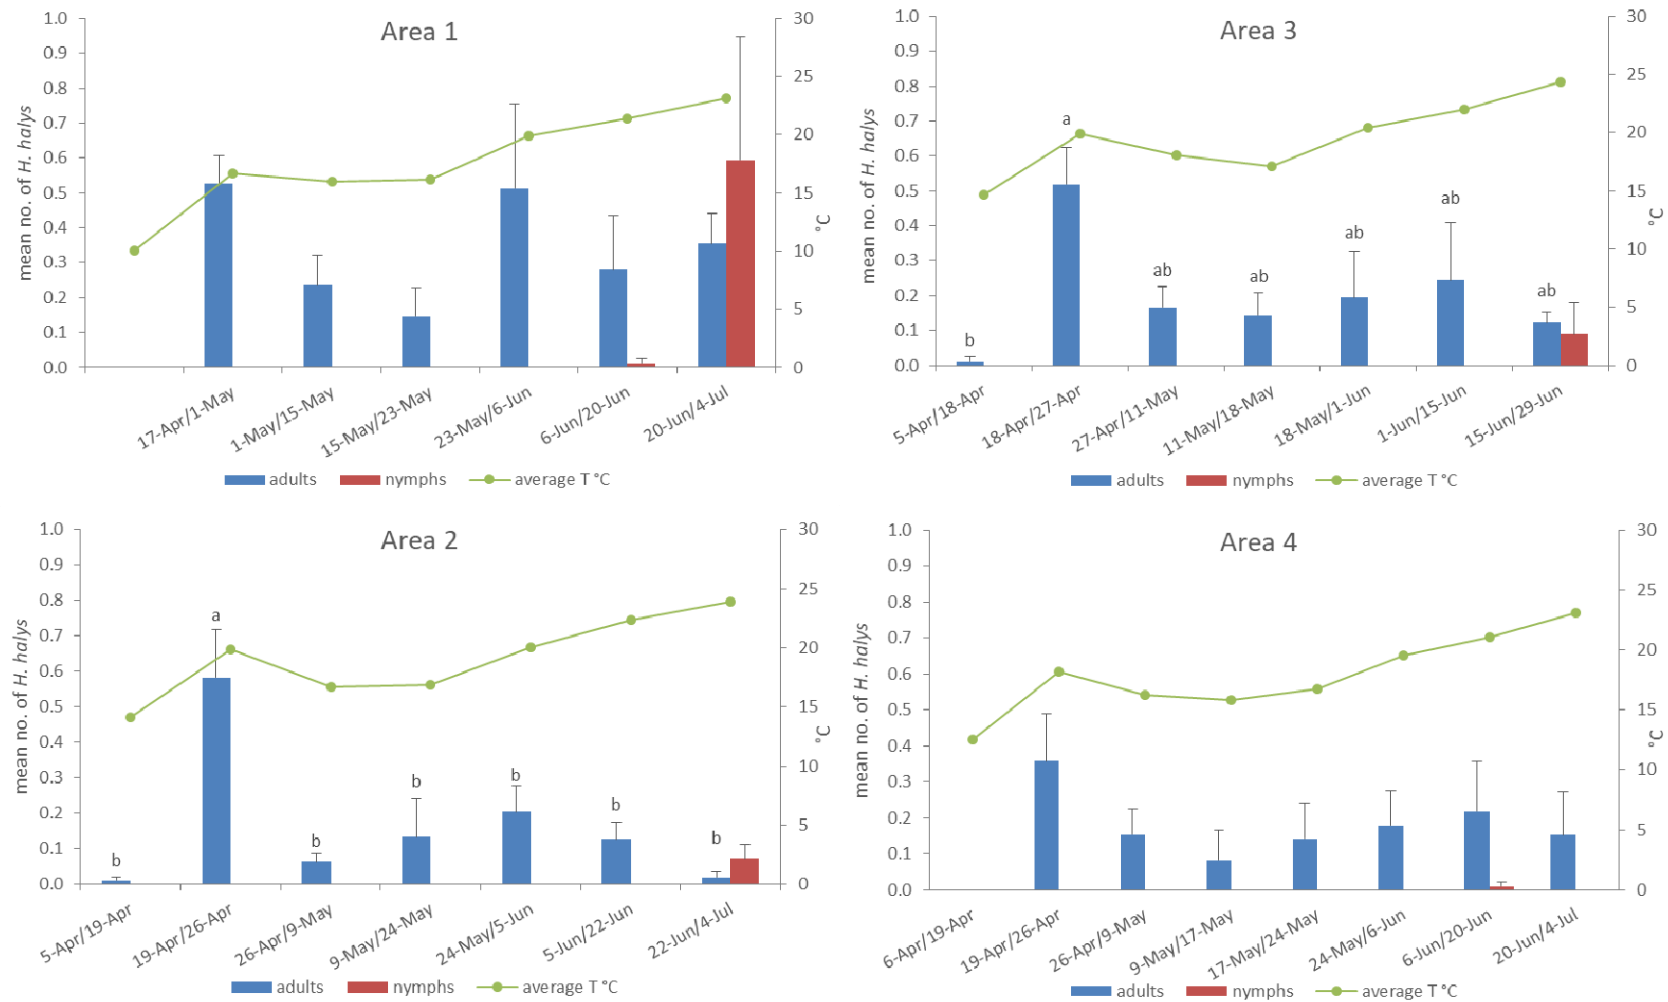 Area 1
mean no. of H. halys
1.0
0.9
0.8
0.7
0.6
0.5
0.4
0.3
0.2
0.1
0.0
30
25
20
15
10
5
0
°C
17-Apr/1-May
1-May/15-May
15-May/23-May
23-May/6-Jun
6-Jun/20-Jun
20-Jun/4-Jul
adults nymphs average T °C
Area 3
mean no. of H. halys
1.0
0.9
0.8
0.7
0.6
0.5
0.4
0.3
0.2
0.1
0.0
b
a
ab
ab
ab
ab
ab
30
25
20
15
10
5
0
°C
5-Apr/18-Apr
18-Apr/27-Apr
27-Apr/11-May
11-May/18-May
18-May/1-Jun
1-Jun/15-Jun
15-Jun/29-Jun
adults nymphs average T °C
Area 2
mean no. of H. halys
1.0
0.9
0.8
0.7
0.6
0.5
0.4
0.3
0.2
0.1
0.0
b
a
b
b
b
b
b
30
25
20
15
10
5
0
°C
5-Apr/19-Apr
19-Apr/26-Apr
26-Apr/9-May
9-May/24-May
24-May/5-Jun
5-Jun/22-Jun
22-Jun/4-Jul
adults nymphs average T °C
Area 4
mean no. of H. halys
1.0
0.9
0.8
0.7
0.6
0.5
0.4
0.3
0.2
0.1
0.0
30
25
20
15
10
5
0
°C
6-Apr/19-Apr
19-Apr/26-Apr
26-Apr/9-May
9-May/17-May
17-May/24-May
24-May/6-Jun
6-Jun/20-Jun
20-Jun/4-Jul
adults nymphs average T °C